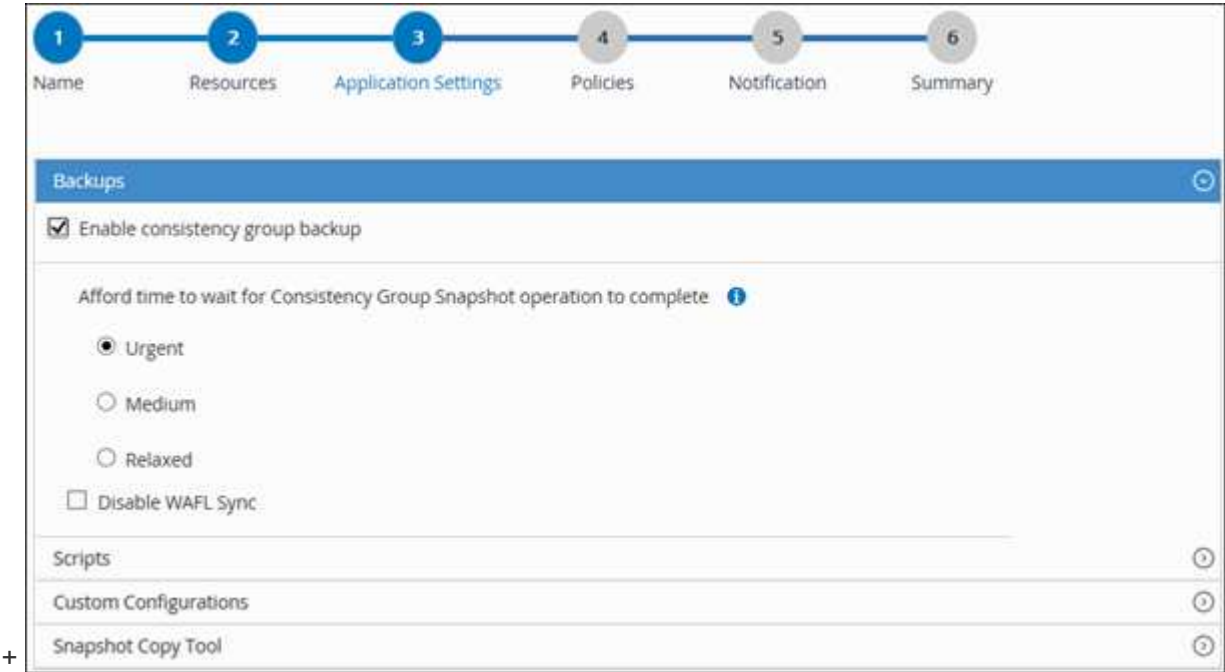 1 2 3 4 5 6
Name Resources Application Settings Policies Notification Summary
Backups
Enable consistency group backup
Afford time to wait for Consistency Group Snapshot operation to complete i
Urgent
Medium
Relaxed
Disable WAFL Sync
Scripts
Custom Configurations
Snapshot Copy Tool
+